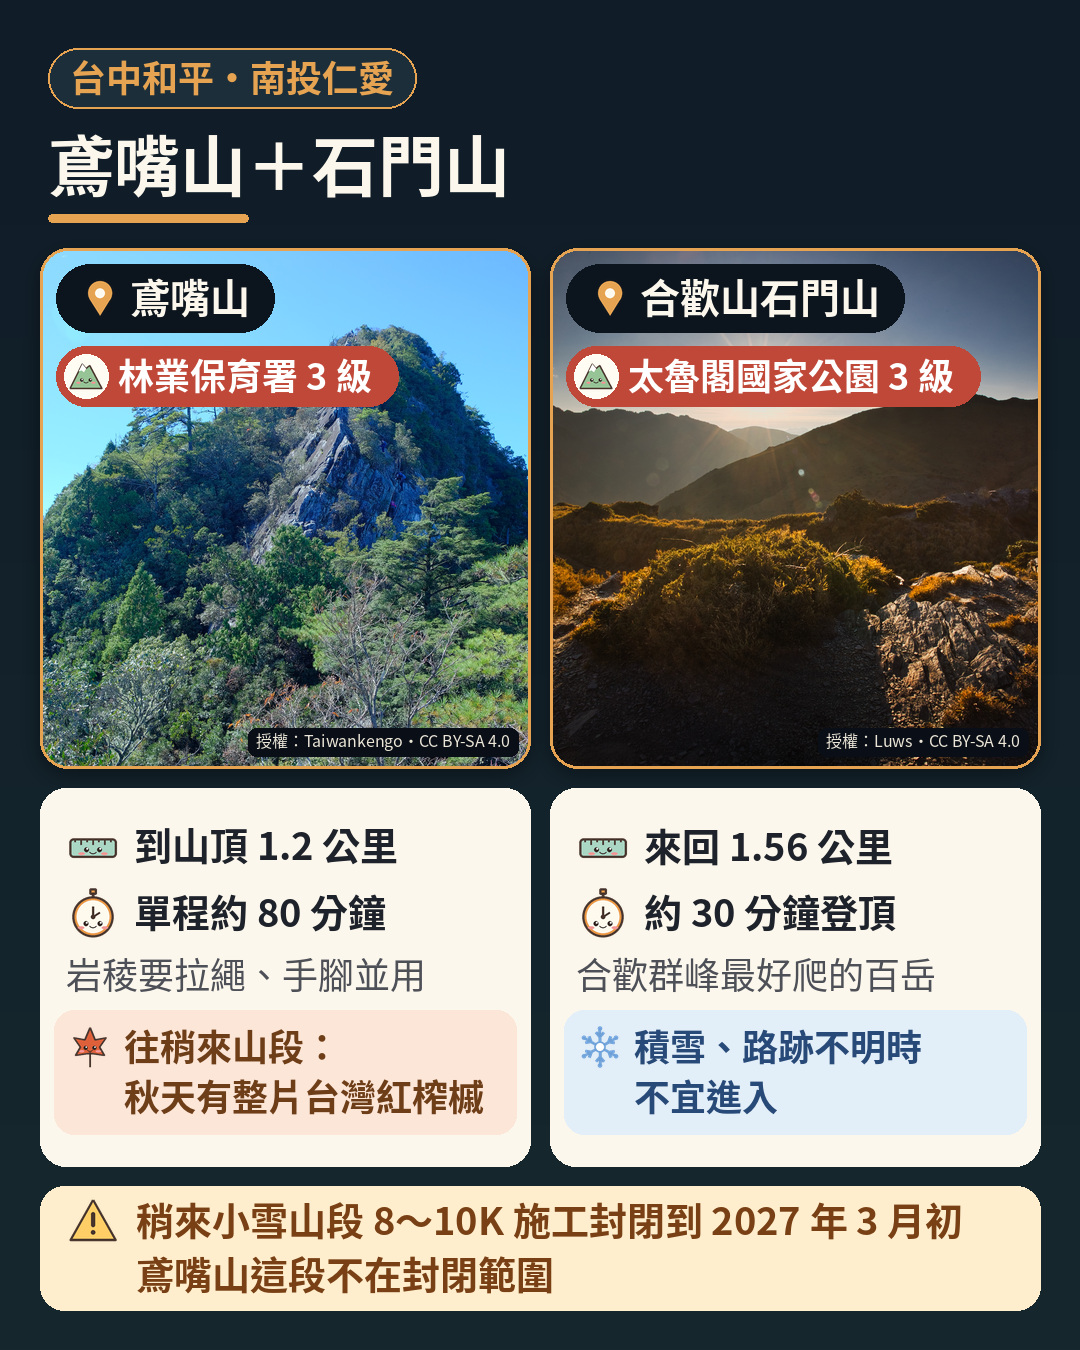 台中和平・南投仁愛
鳶嘴山＋石門山
鳶嘴山
林業保育署 3 級
授權：Taiwankengo・CC BY-SA 4.0
合歡山石門山
太魯閣國家公園 3 級
授權：Luws・CC BY-SA 4.0
到山頂 1.2 公里
單程約 80 分鐘
岩稜要拉繩、手腳並用
往稍來山段：
秋天有整片台灣紅榨槭
來回 1.56 公里
約 30 分鐘登頂
合歡群峰最好爬的百岳
積雪、路跡不明時
不宜進入
稍來小雪山段 8～10K 施工封閉到 2027 年 3 月初
鳶嘴山這段不在封閉範圍